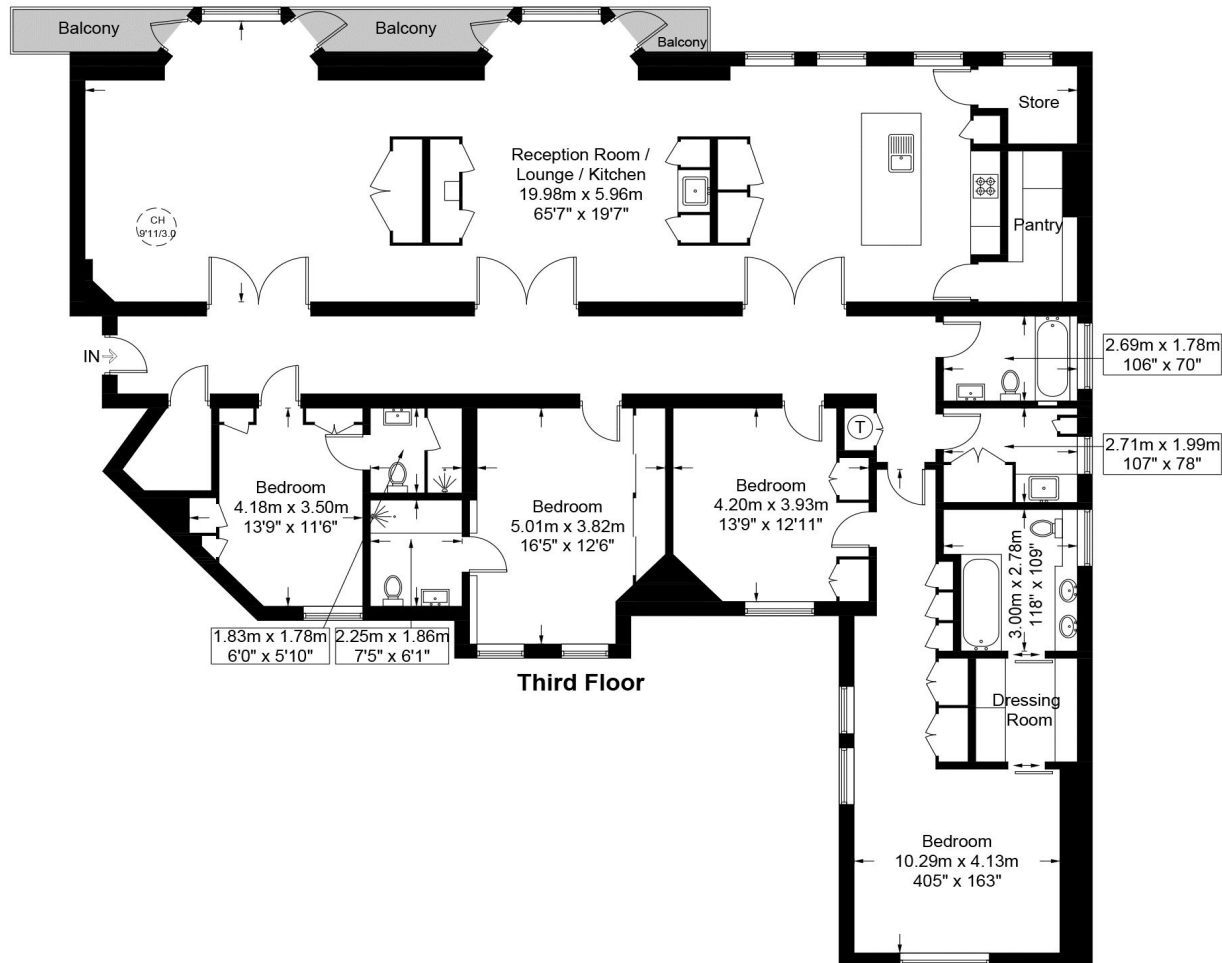 Balcony
Balcony
Balcony
Store
Reception Room /
Lounge / Kitchen
19.98m x 5.96m
65'7" x 19'7"
Pantry
CH
9'11/3.0
IN
2.69m x 1.78m
106" x 70"
T
2.71m x 1.99m
107" x 78"
Bedroom
4.18m x 3.50m
13'9" x 11'6"
Bedroom
5.01m x 3.82m
16'5" x 12'6"
Bedroom
4.20m x 3.93m
13'9" x 12'11"
3.00m x 2.78m
118" x 109"
1.83m x 1.78m
6'0" x 5'10"
2.25m x 1.86m
7'5" x 6'1"
Third Floor
Dressing
Room
Bedroom
10.29m x 4.13m
405" x 163"